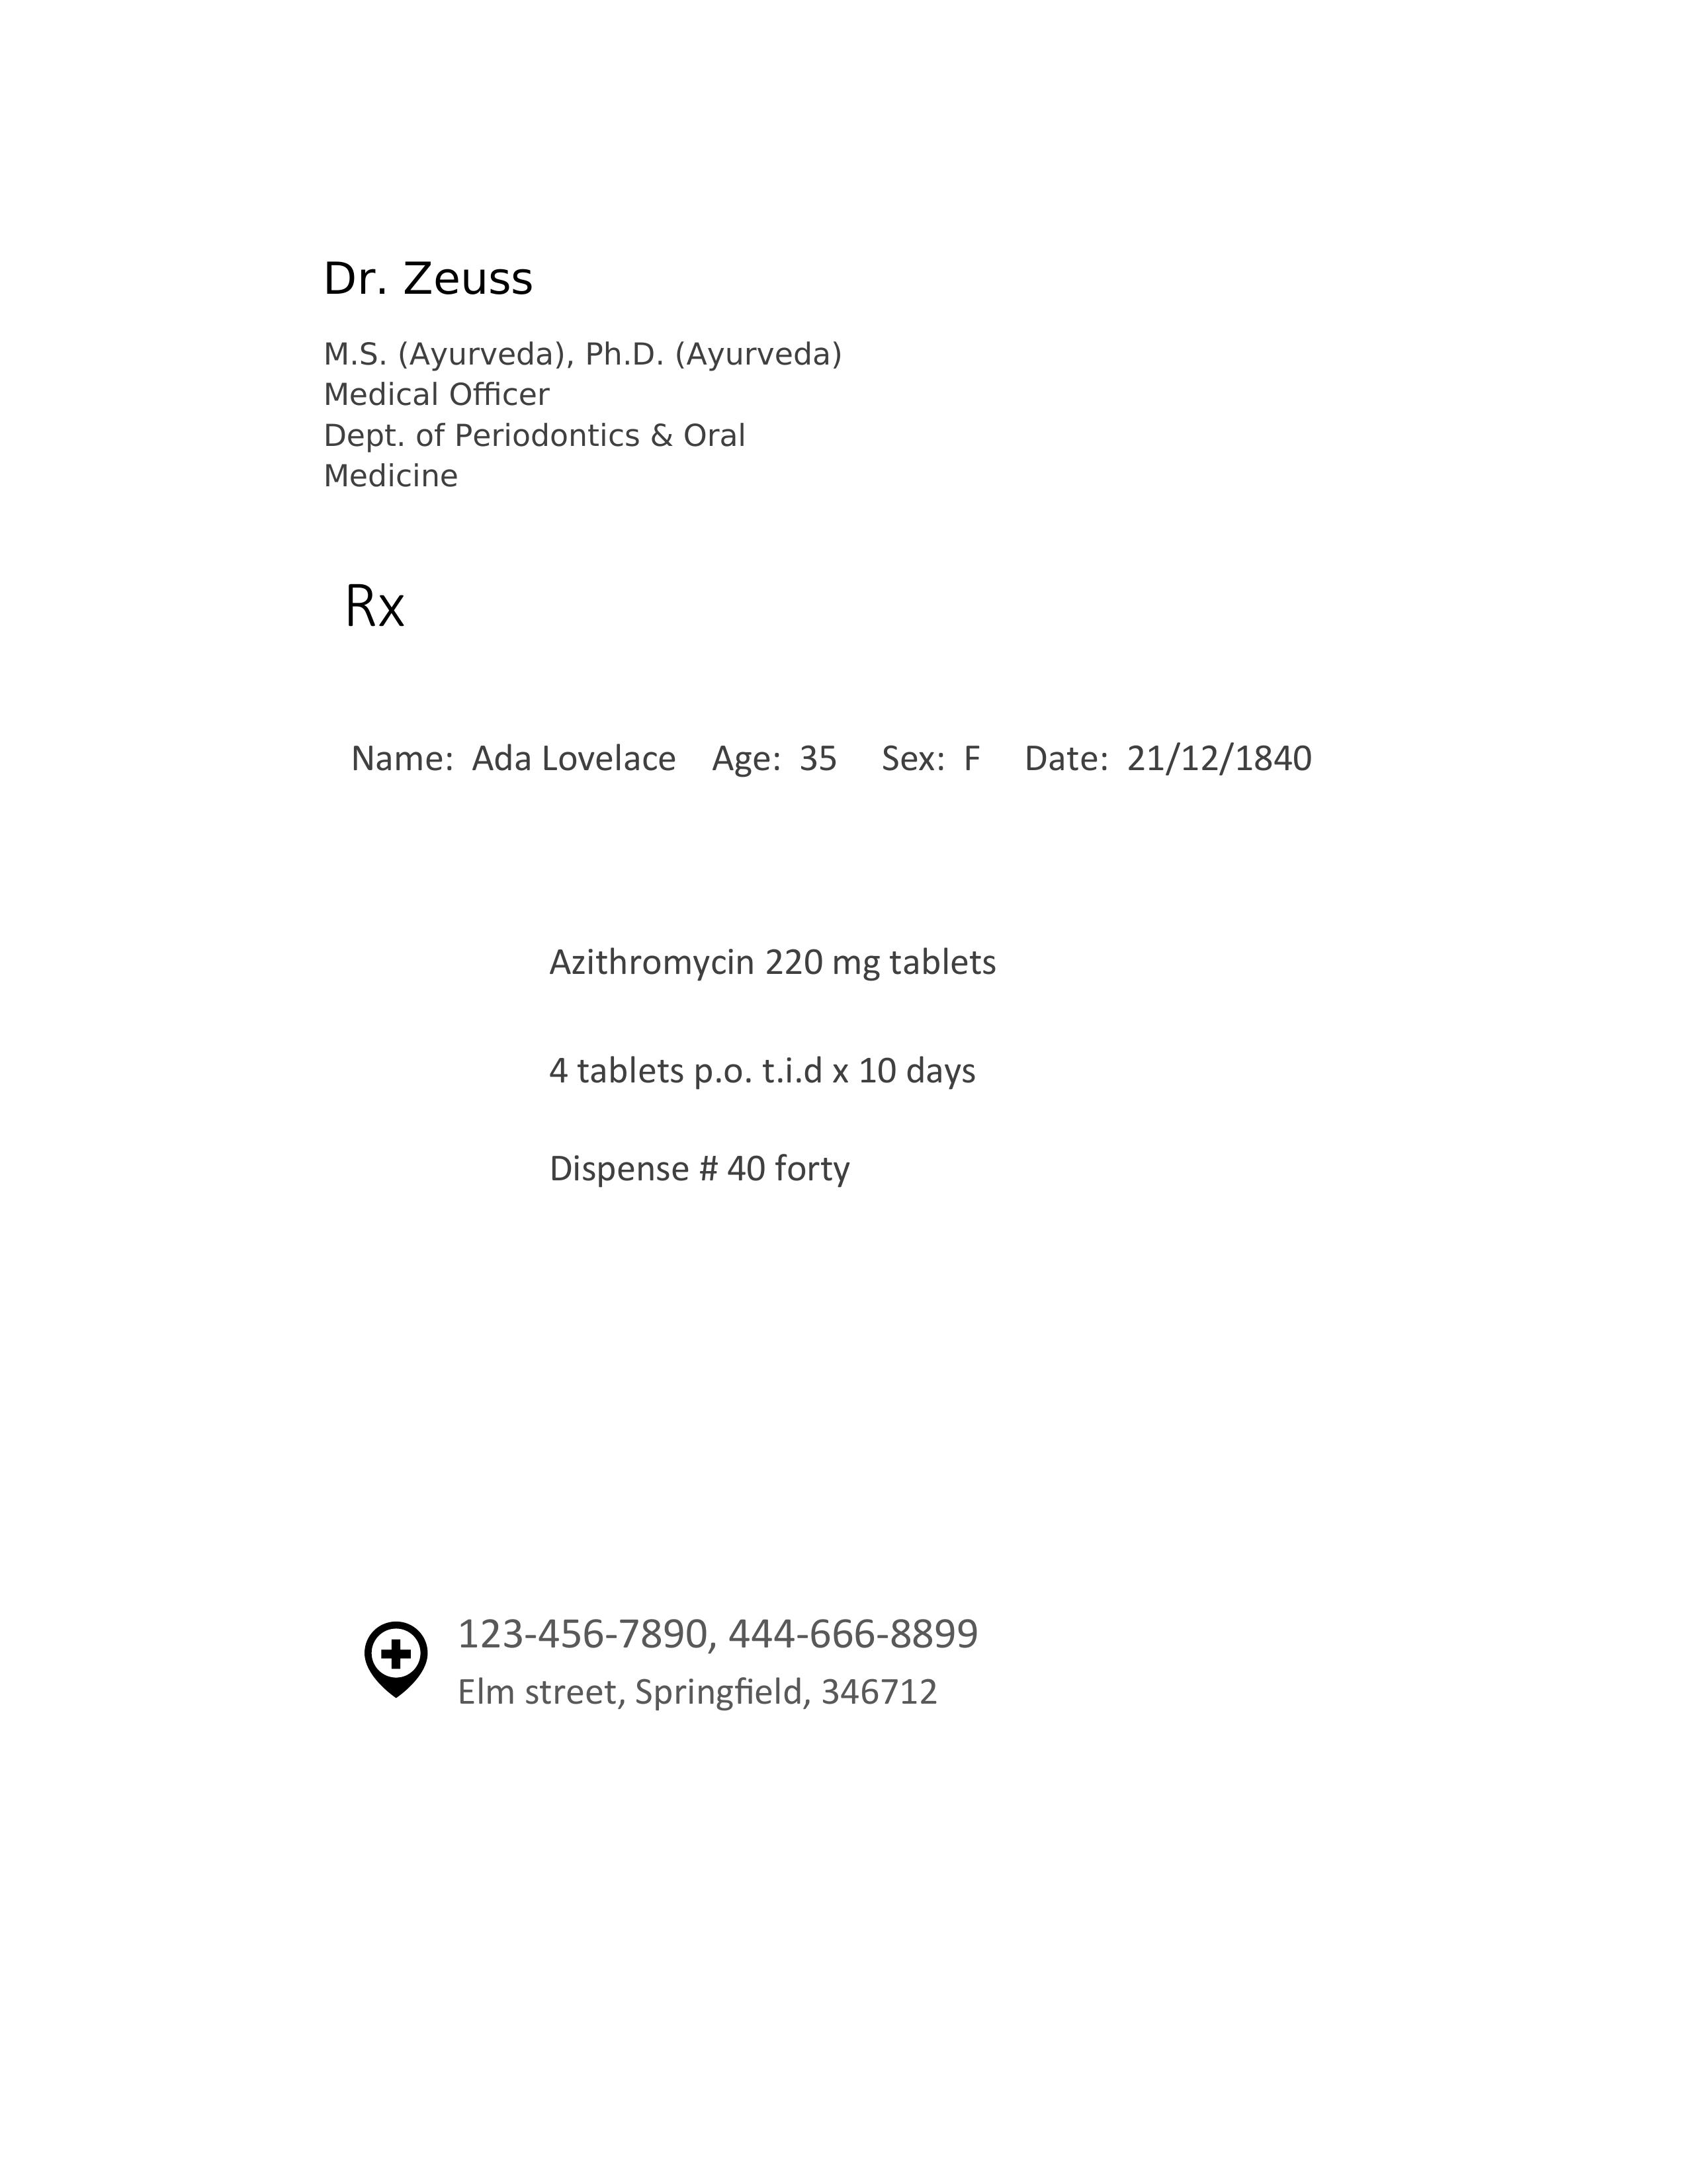 Dr. Zeuss
M.S. (Ayurveda), Ph.D. (Ayurveda)
Medical Officer
Dept. of Periodontics & Oral
Medicine
Rx
Name: Ada Lovelace Age: 35 Sex: F Date: 21/12/1840
Azithromycin 220 mg tablets
4 tablets p.o. t.i.d x 10 days
Dispense # 40 forty
123-456-7890, 444-666-8899
Elm street, Springfield, 346712